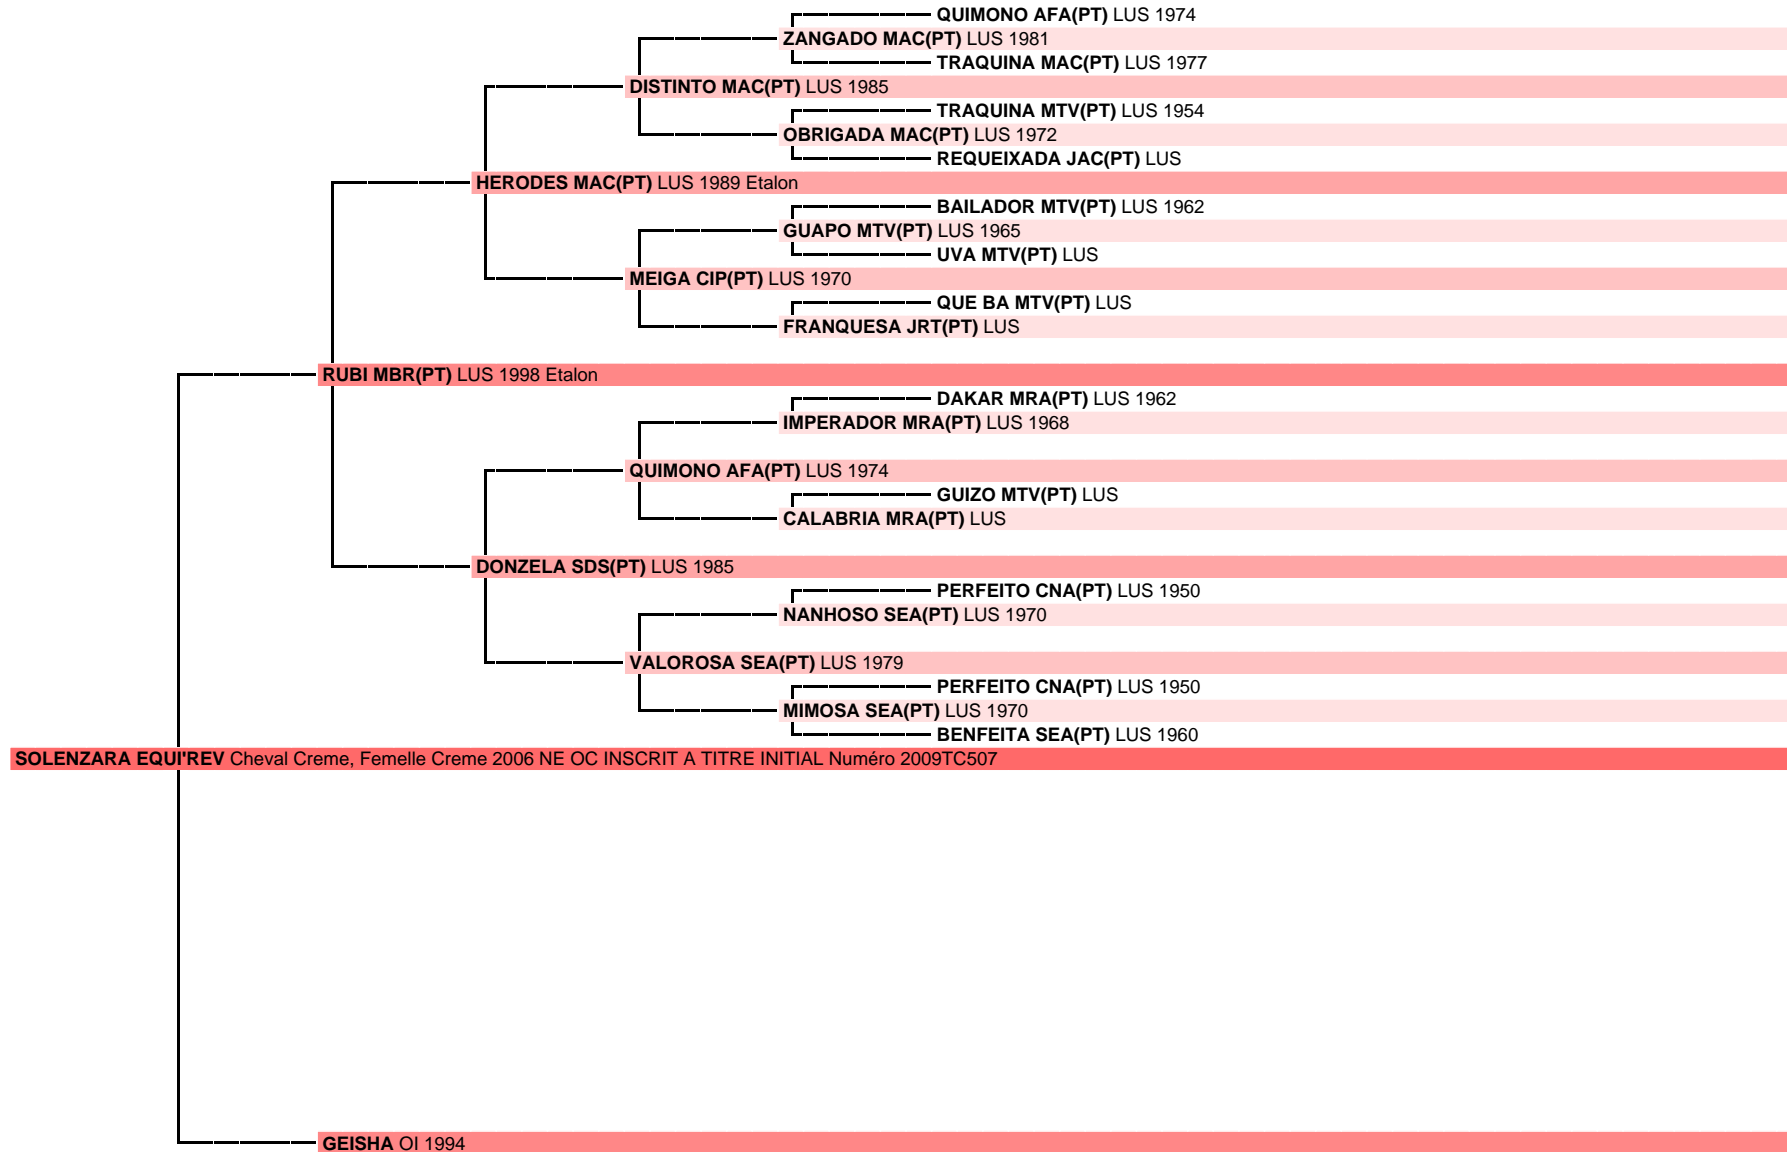 QUIMONO AFA(PT) LUS 1974
ZANGADO MAC(PT) LUS 1981
TRAQUINA MAC(PT) LUS 1977
DISTINTO MAC(PT) LUS 1985
TRAQUINA MTV(PT) LUS 1954
OBRIGADA MAC(PT) LUS 1972
REQUEIXADA JAC(PT) LUS
HERODES MAC(PT) LUS 1989 Etalon
BAILADOR MTV(PT) LUS 1962
GUAPO MTV(PT) LUS 1965
UVA MTV(PT) LUS
MEIGA CIP(PT) LUS 1970
QUE BA MTV(PT) LUS
FRANQUESA JRT(PT) LUS
RUBI MBR(PT) LUS 1998 Etalon
DAKAR MRA(PT) LUS 1962
IMPERADOR MRA(PT) LUS 1968
QUIMONO AFA(PT) LUS 1974
GUIZO MTV(PT) LUS
CALABRIA MRA(PT) LUS
DONZELA SDS(PT) LUS 1985
PERFEITO CNA(PT) LUS 1950
NANHOSO SEA(PT) LUS 1970
VALOROSA SEA(PT) LUS 1979
PERFEITO CNA(PT) LUS 1950
MIMOSA SEA(PT) LUS 1970
BENFEITA SEA(PT) LUS 1960
SOLENZARA EQUI'REV Cheval Creme, Femelle Creme 2006 NE OC INSCRIT A TITRE INITIAL Numéro 2009TC507
GEISHA OI 1994